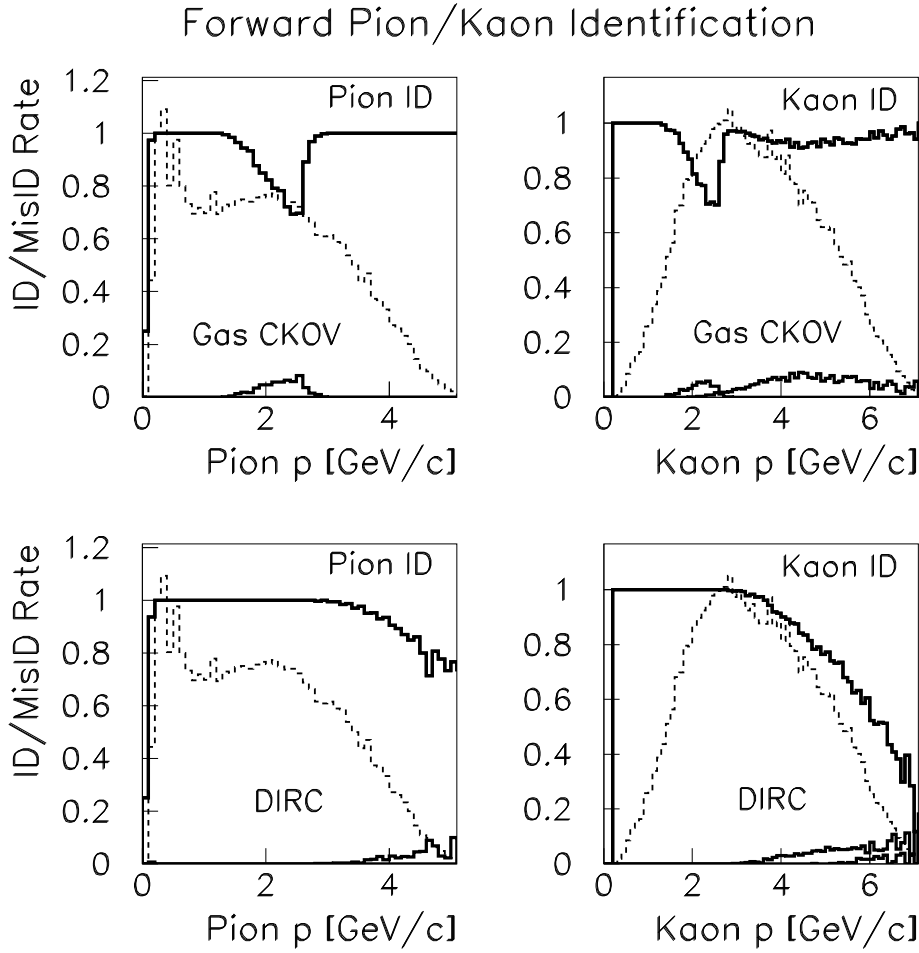 Forward Pion/Kaon Identification
ID/MisID Rate
1.2
1
0.8
0.6
0.4
0.2
0
Pion ID
Gas CKOV
0 2 4
Pion p [GeV/c]
1
0.8
0.6
0.4
0.2
0
Kaon ID
Gas CKOV
0 2 4 6
Kaon p [GeV/c]
ID/MisID Rate
1.2
1
0.8
0.6
0.4
0.2
0
Pion ID
DIRC
0 2 4
Pion p [GeV/c]
1
0.8
0.6
0.4
0.2
0
Kaon ID
DIRC
0 2 4 6
Kaon p [GeV/c]